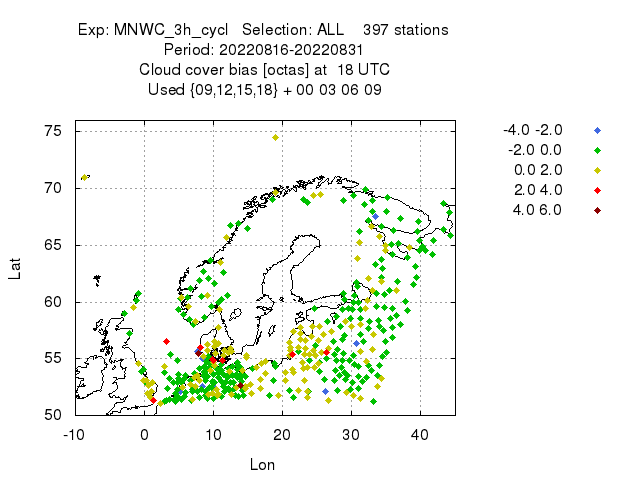 Exp: MNWC_3h_cycl   Selection: ALL    397 stations
Period: 20220816-20220831
Cloud cover bias [octas] at  18 UTC
Used {09,12,15,18} + 00 03 06 09
-4.0 -2.0
-2.0 0.0
0.0 2.0
2.0 4.0
4.0 6.0
75
70
65
60
55
50
Lat
-10 0 10 20 30 40
Lon